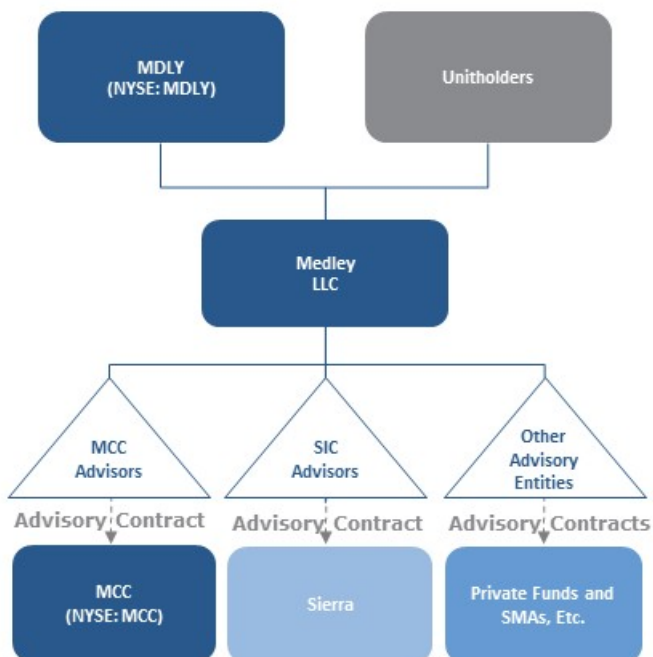 MDLY
(NYSE: MDLY)
Unitholders
Medley
LLC
MCC
Advisors
SIC
Advisors
Other
Advisory
Entities
Advisory Contract
Advisory Contract
Advisory Contracts
MCC
(NYSE: MCC)
Sierra
Private Funds and
SMAs, Etc.